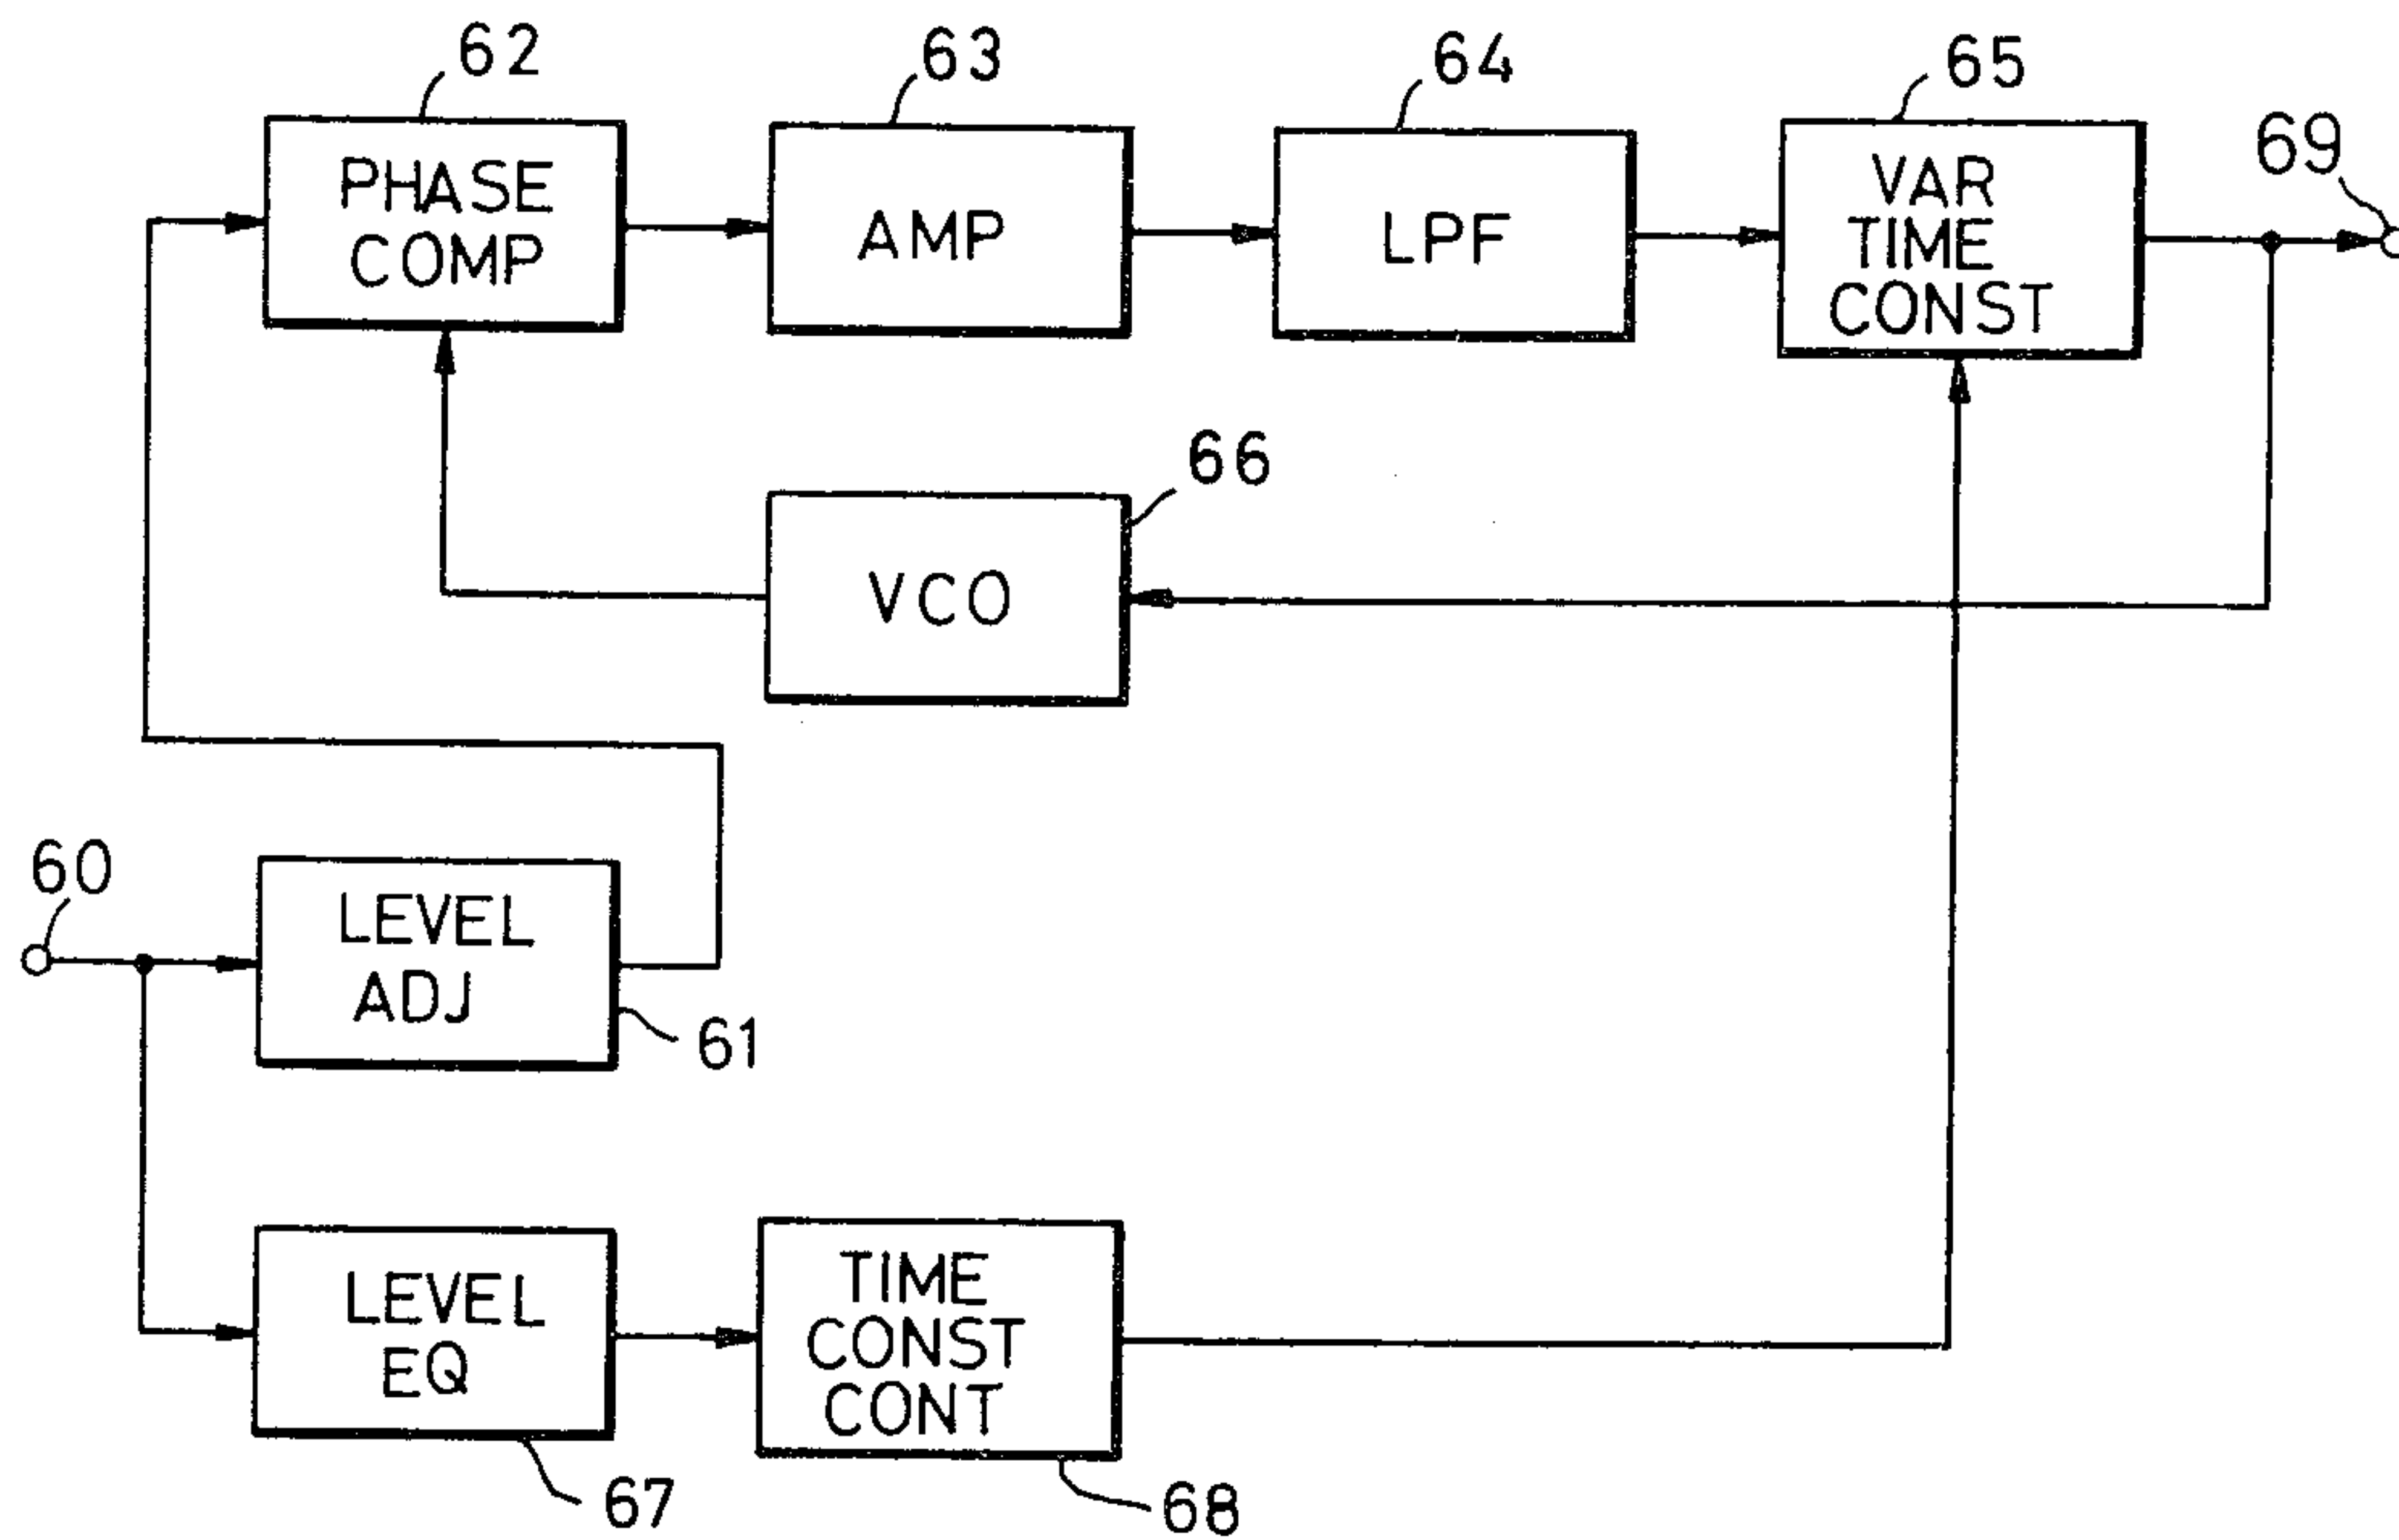 62
63
64
65
69
PHASE
COMP
AMP
LPF
VAR
TIME
CONST
66
VCO
60
LEVEL
ADJ
61
LEVEL
EQ
TIME
CONST
CONT
67
68